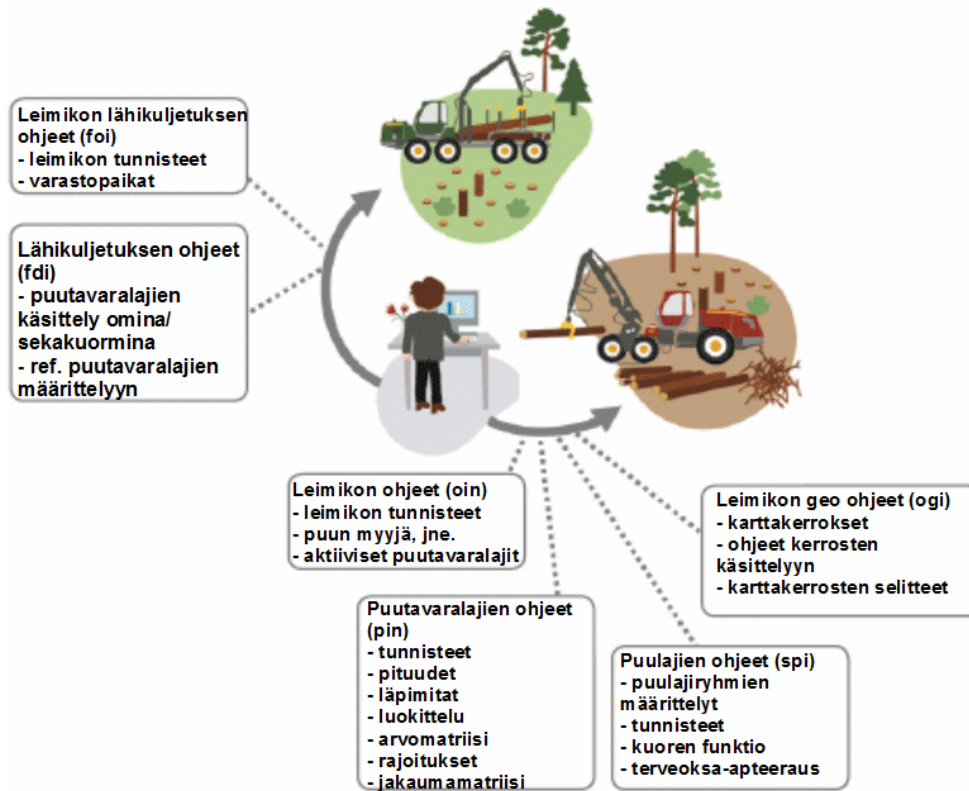 Leimikon lähikuljetuksen
ohjeet (foi)
- leimikon tunnisteet
- varastopaikat
Lähikuljetuksen ohjeet
(fdi)
- puutavaralajien
käsittely omina/
sekakuormina
- ref. puutavaralajien
määrittelyyn
Leimikon ohjeet (oin)
- leimikon tunnisteet
- puun myyjä, jne.
- aktiiviset puutavaralajit
Leimikon geo ohjeet (ogi)
- karttakerrokset
- ohjeet kerrosten
käsittelyyn
- karttakerrosten selitteet
Puutavaralajien ohjeet
(pin)
- tunnisteet
- pituudet
- läpimitat
- luokittelu
- arvomatriisi
- rajoitukset
- jakaumamatriisi
Puulajien ohjeet (spi)
- puulajiryhmien
määrittelyt
- tunnisteet
- kuoren funktio
- terveoksa-apteeraus